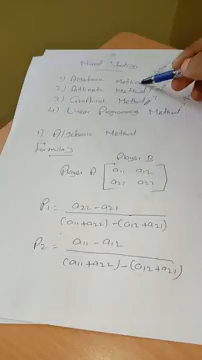 Mixed Strategy
1) Algebraic Method
2) Arithmetic Method
3) Graphical Method
4) Linear Programming Method
1) Algebraic Method
Formula's
Player B
Player A [ a11 a12
a21 a22 ]
P1 = a22 - a21
(a11+a22) - (a12+a21)
P2 = a11 - a12
(a11+a22) - (a12+a21)